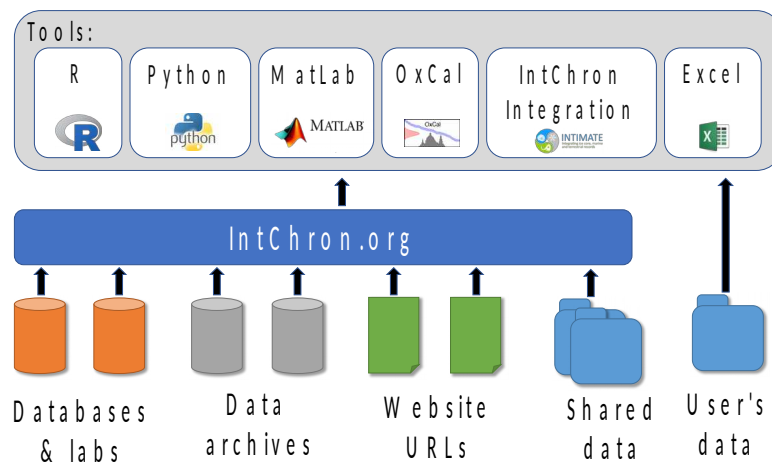 Tools:
R
Python
MatLab
OxCal
IntChron
Integration
Excel
R
python
MATLAB
OxCal
INTIMATE
X
IntChron.org
Databases
& labs
Data
archives
Website
URLs
Shared
data
User's
data